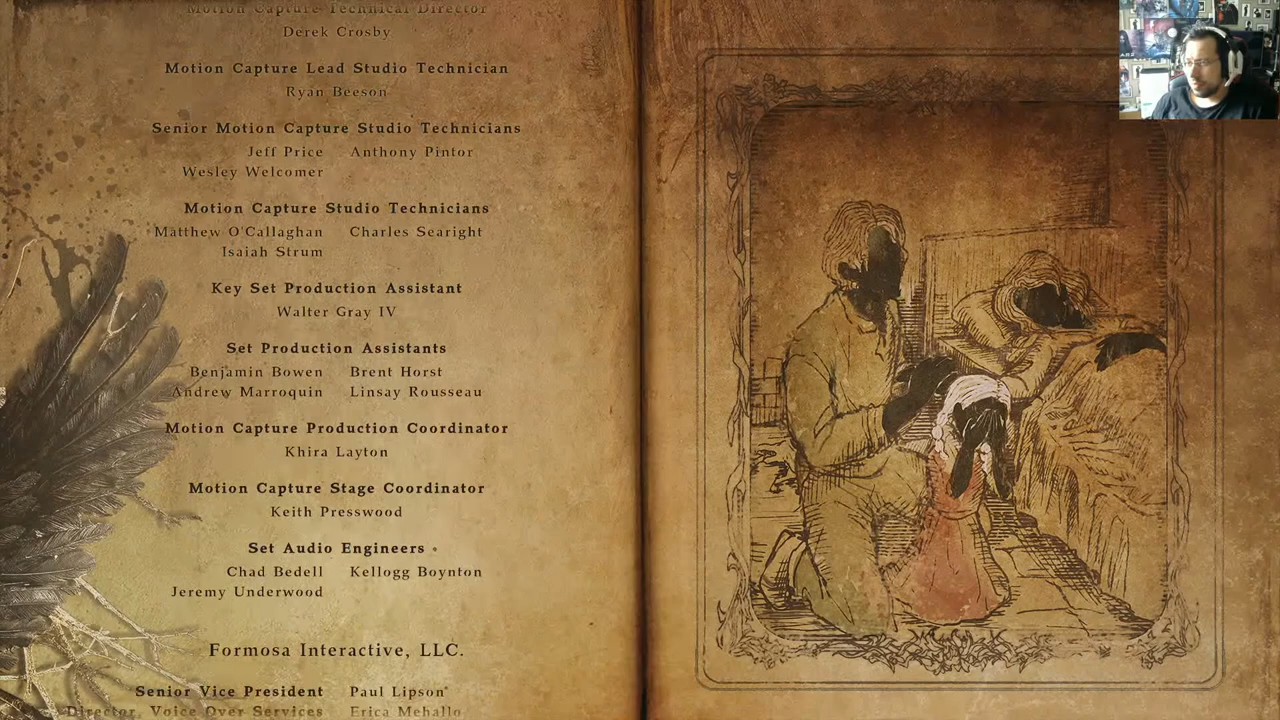 Motion Capture Technical Director
Derek Crosby
Motion Capture Lead Studio Technician
Ryan Beeson
Senior Motion Capture Studio Technicians
Jeff Price Anthony Pintor
Wesley Welcomer
Motion Capture Studio Technicians
Matthew O'Callaghan Charles Searight
Isaiah Strum
Key Set Production Assistant
Walter Gray IV
Set Production Assistants
Benjamin Bowen Brent Horst
Andrew Marroquin Linsay Rousseau
Motion Capture Production Coordinator
Khira Layton
Motion Capture Stage Coordinator
Keith Presswood
Set Audio Engineers
Chad Bedell Kellogg Boynton
Jeremy Underwood
Formosa Interactive, LLC.
Senior Vice President Paul Lipson
Director, Voice Over Services Erica Mehallo